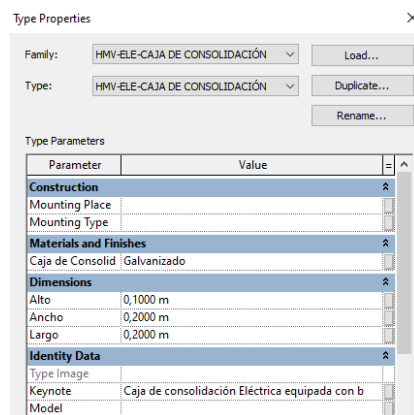 Type Properties
Family: HMV-ELE-CAJA DE CONSOLIDACIÓN Load...
Type: HMV-ELE-CAJA DE CONSOLIDACIÓN Duplicate...
Rename...
Type Parameters
Parameter Value =
Construction
Mounting Place
Mounting Type
Materials and Finishes
Caja de Consolid Galvanizado
Dimensions
Alto 0,1000 m
Ancho 0,2000 m
Largo 0,2000 m
Identity Data
Type Image
Keynote Caja de consolidación Eléctrica equipada con b
Model